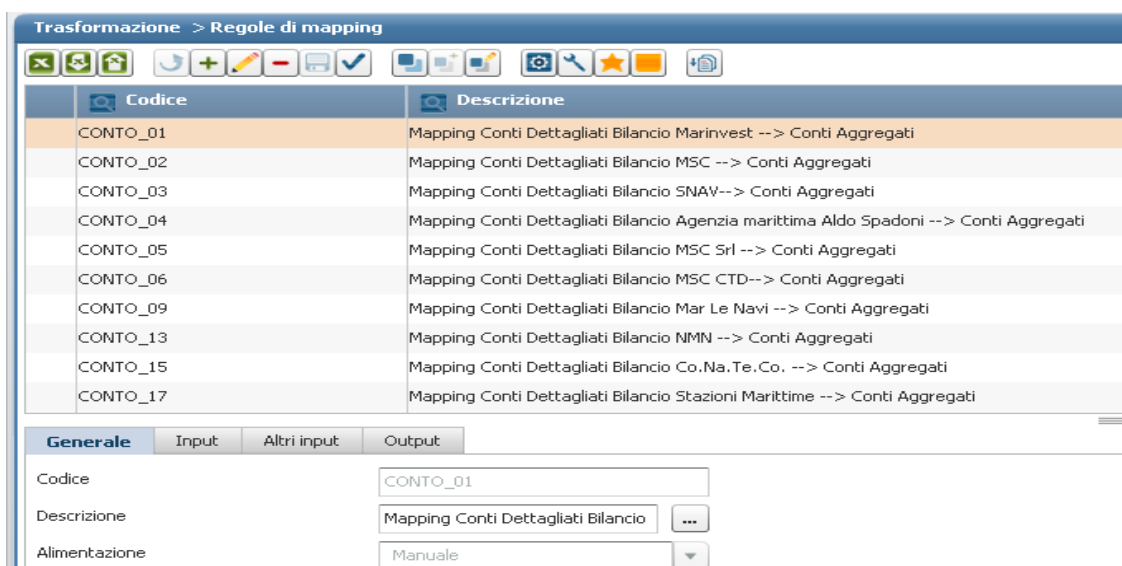 Trasformazione > Regole di mapping
Codice Descrizione
CONTO_01 Mapping Conti Dettagliati Bilancio Marinvest --> Conti Aggregati
CONTO_02 Mapping Conti Dettagliati Bilancio MSC --> Conti Aggregati
CONTO_03 Mapping Conti Dettagliati Bilancio SNAV--> Conti Aggregati
CONTO_04 Mapping Conti Dettagliati Bilancio Agenzia marittima Aldo Spadoni --> Conti Aggregati
CONTO_05 Mapping Conti Dettagliati Bilancio MSC Srl --> Conti Aggregati
CONTO_06 Mapping Conti Dettagliati Bilancio MSC CTD--> Conti Aggregati
CONTO_09 Mapping Conti Dettagliati Bilancio Mar Le Navi --> Conti Aggregati
CONTO_13 Mapping Conti Dettagliati Bilancio NMN --> Conti Aggregati
CONTO_15 Mapping Conti Dettagliati Bilancio Co.Na.Te.Co. --> Conti Aggregati
CONTO_17 Mapping Conti Dettagliati Bilancio Stazioni Marittime --> Conti Aggregati
Generale Input Altri input Output
Codice CONTO_01
Descrizione Mapping Conti Dettagliati Bilancio ...
Alimentazione Manuale